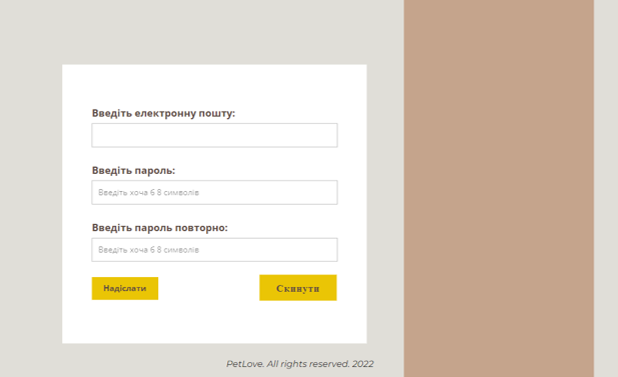 Введіть електронну пошту:
Введіть пароль:
Введіть хоча б 8 символів
Введіть пароль повторно:
Введіть хоча б 8 символів
Надіслати
Скинути
PetLove. All rights reserved. 2022